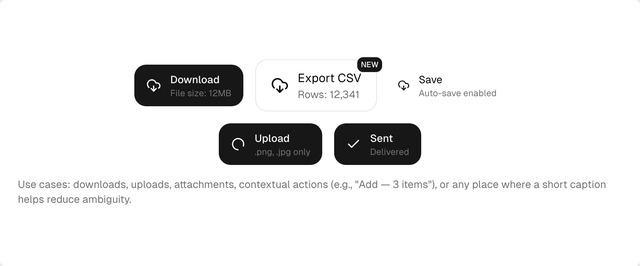 Download
File size: 12MB
NEW
Export CSV
Rows: 12,341
Save
Auto-save enabled
Upload
.png, .jpg only
Sent
Delivered
Use cases: downloads, uploads, attachments, contextual actions (e.g., "Add — 3 items"), or any place where a short caption
helps reduce ambiguity.